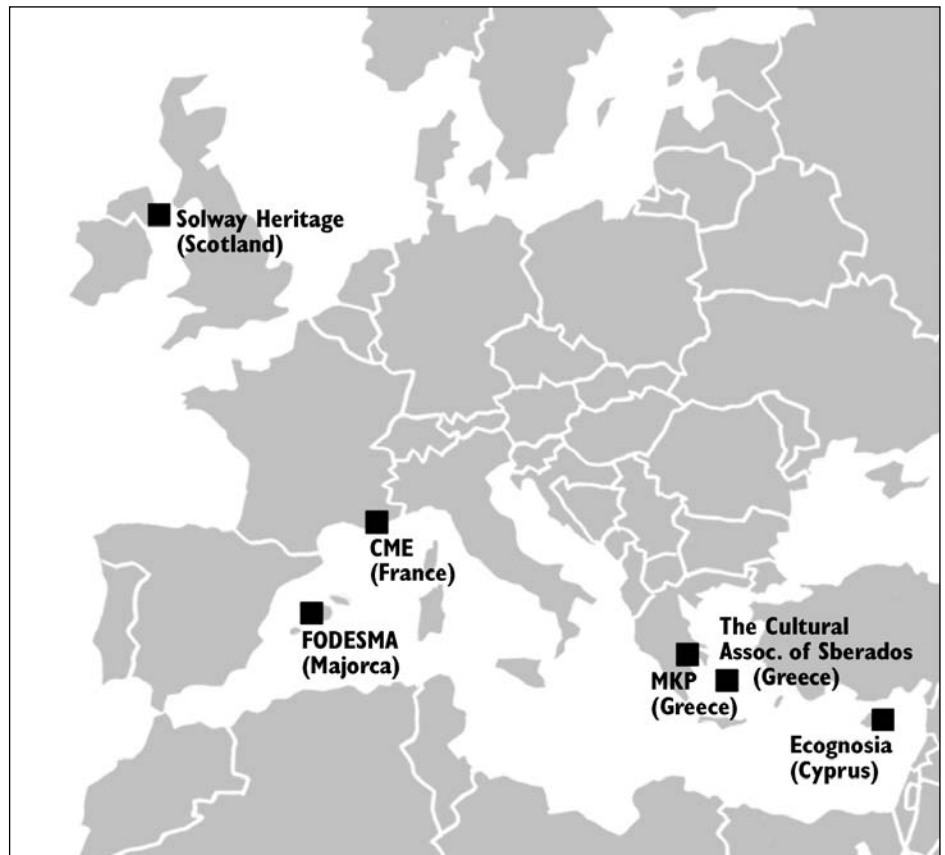 Solway Heritage
(Scotland)
CME
(France)
FODESMA
(Majorca)
The Cultural
Assoc. of Sberados
(Greece)
MKP
(Greece)
Ecognosia
(Cyprus)